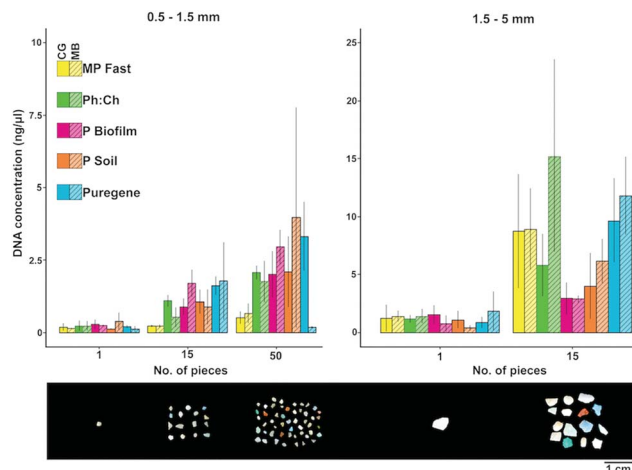 0.5 - 1.5 mm
1.5 - 5 mm
DNA concentration (ng/µl)
10
7.5
5
2.5
0
CG
MB
MP Fast
Ph:Ch
P Biofilm
P Soil
Puregene
1
15
50
No. of pieces
25
20
15
10
5
0
1
15
No. of pieces
1 cm